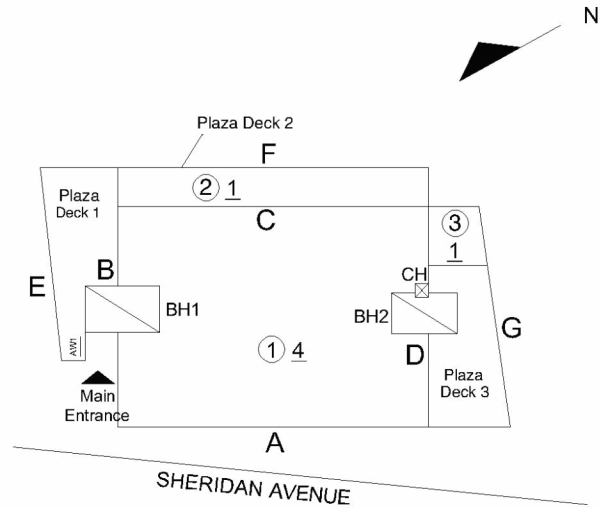 N
Plaza Deck 2
F
Plaza
Deck 1
2 1
3
1
C
B
CH
E
BH1
BH2
G
AW1
1 4
D
Plaza
Deck 3
Main
Entrance
A
SHERIDAN AVENUE